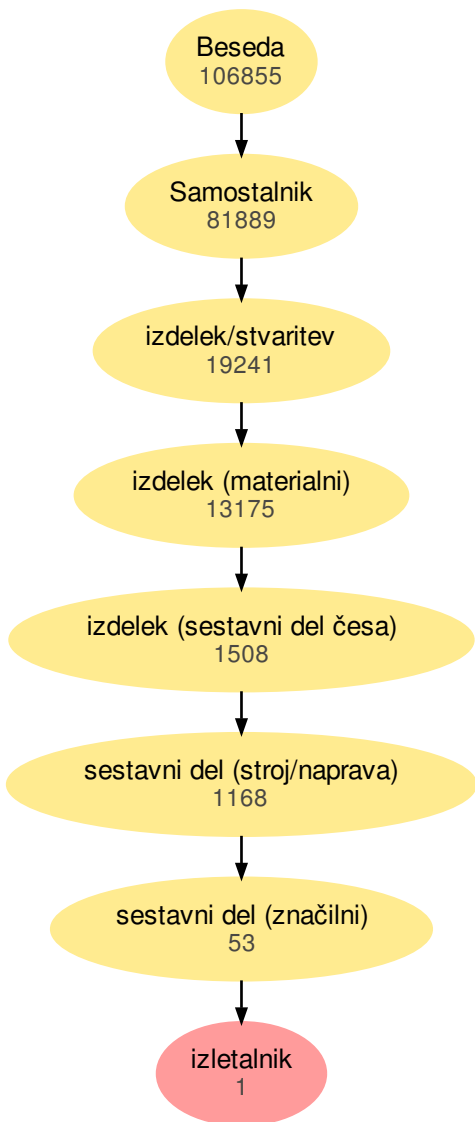 Beseda
106855
Samostalnik
81889
izdelek/stvaritev
19241
izdelek (materialni)
13175
izdelek (sestavni del česa)
1508
sestavni del (stroj/naprava)
1168
sestavni del (značilni)
53
izletalnik
1